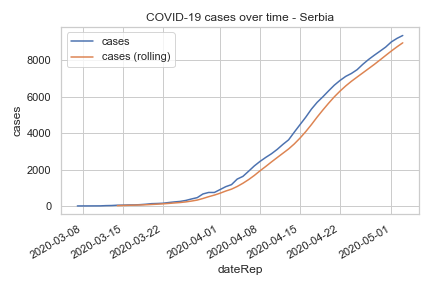 COVID-19 cases over time - Serbia
cases
cases (rolling)
cases
8000
6000
4000
2000
0
2020-03-08
2020-03-15
2020-03-22
2020-04-01
2020-04-08
2020-04-15
2020-04-22
2020-05-01
dateRep